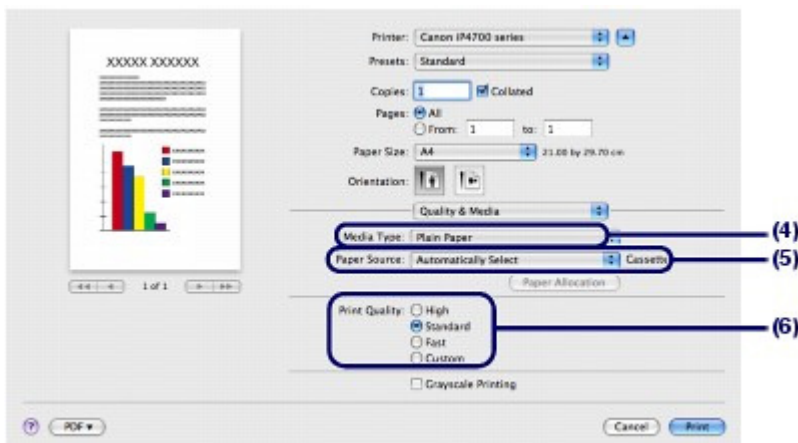 Printer: Canon iP4700 series
Presets: Standard
Copies: 1 Collated
Pages: All
From: 1 to: 1
Paper Size: A4 21.00 by 29.70 cm
Orientation:
Quality & Media
Media Type: Plain Paper (4)
Paper Source: Automatically Select Cassette (5)
Paper Allocation
Print Quality: High
Standard (6)
Fast
Custom
Grayscale Printing
XXXXX XXXXXX
1 of 1
? PDF Cancel Print